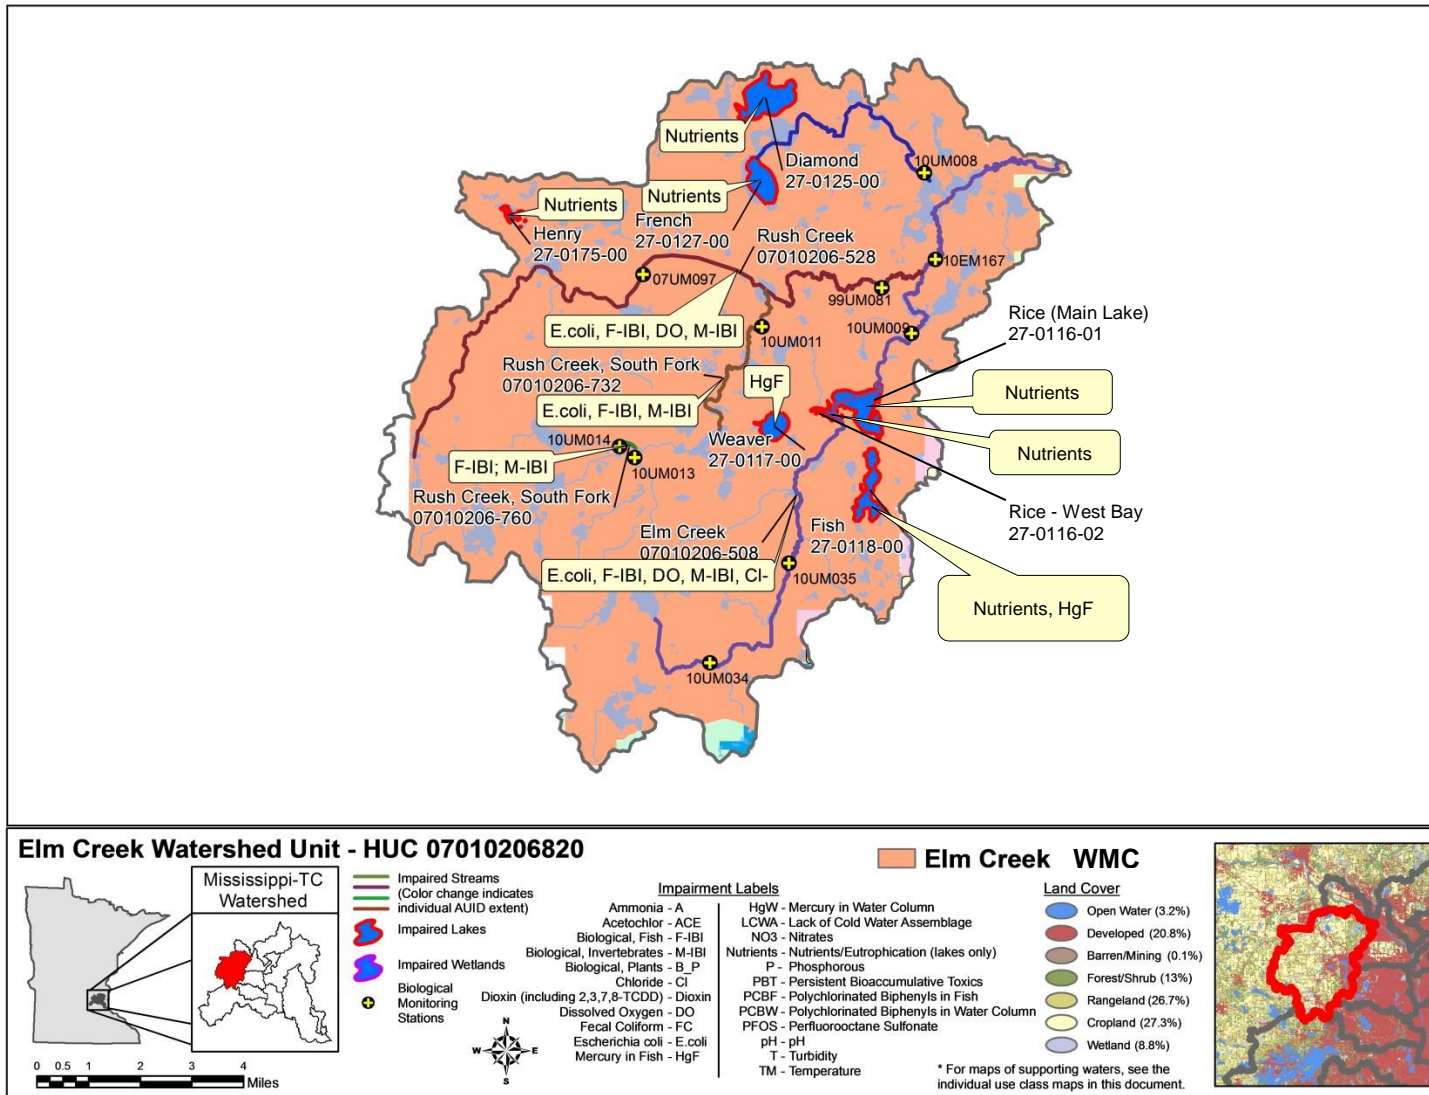 Nutrients
Diamond
27-0125-00
10UM008
Nutrients
Nutrients
French
27-0127-00
Henry
27-0175-00
Rush Creek
07010206-528
10EM167
07UM097
99UM081
Rice (Main Lake)
27-0116-01
E.coli, F-IBI, DO, M-IBI
10UM011
10UM009
Rush Creek, South Fork
07010206-732
HgF
Nutrients
E.coli, F-IBI, M-IBI
10UM014
Weaver
27-0117-00
Nutrients
F-IBI; M-IBI
10UM013
Rush Creek, South Fork
07010206-760
Rice - West Bay
27-0116-02
Elm Creek
07010206-508
Fish
27-0118-00
E.coli, F-IBI, DO, M-IBI, Cl-
10UM035
Nutrients, HgF
10UM034
Elm Creek Watershed Unit - HUC 07010206820
Mississippi-TC
Watershed
0 0.5 1 2 3 4
Miles
Impaired Streams
(Color change indicates
individual AUID extent)
Impaired Lakes
Impaired Wetlands
Biological
Monitoring
Stations
N
W E
S
Impairment Labels
Ammonia - A
Acetochlor - ACE
Biological, Fish - F-IBI
Biological, Invertebrates - M-IBI
Biological, Plants - B_P
Chloride - Cl
Dioxin (including 2,3,7,8-TCDD) - Dioxin
Dissolved Oxygen - DO
Fecal Coliform - FC
Escherichia coli - E.coli
Mercury in Fish - HgF
HgW - Mercury in Water Column
LCWA - Lack of Cold Water Assemblage
NO3 - Nitrates
Nutrients - Nutrients/Eutrophication (lakes only)
P - Phosphorous
PBT - Persistent Bioaccumulative Toxics
PCBF - Polychlorinated Biphenyls in Fish
PCBW - Polychlorinated Biphenyls in Water Column
PFOS - Perfluorooctane Sulfonate
pH - pH
T - Turbidity
TM - Temperature
Elm Creek WMC
Land Cover
Open Water (3.2%)
Developed (20.8%)
Barren/Mining (0.1%)
Forest/Shrub (13%)
Rangeland (26.7%)
Cropland (27.3%)
Wetland (8.8%)
* For maps of supporting waters, see the
individual use class maps in this document.